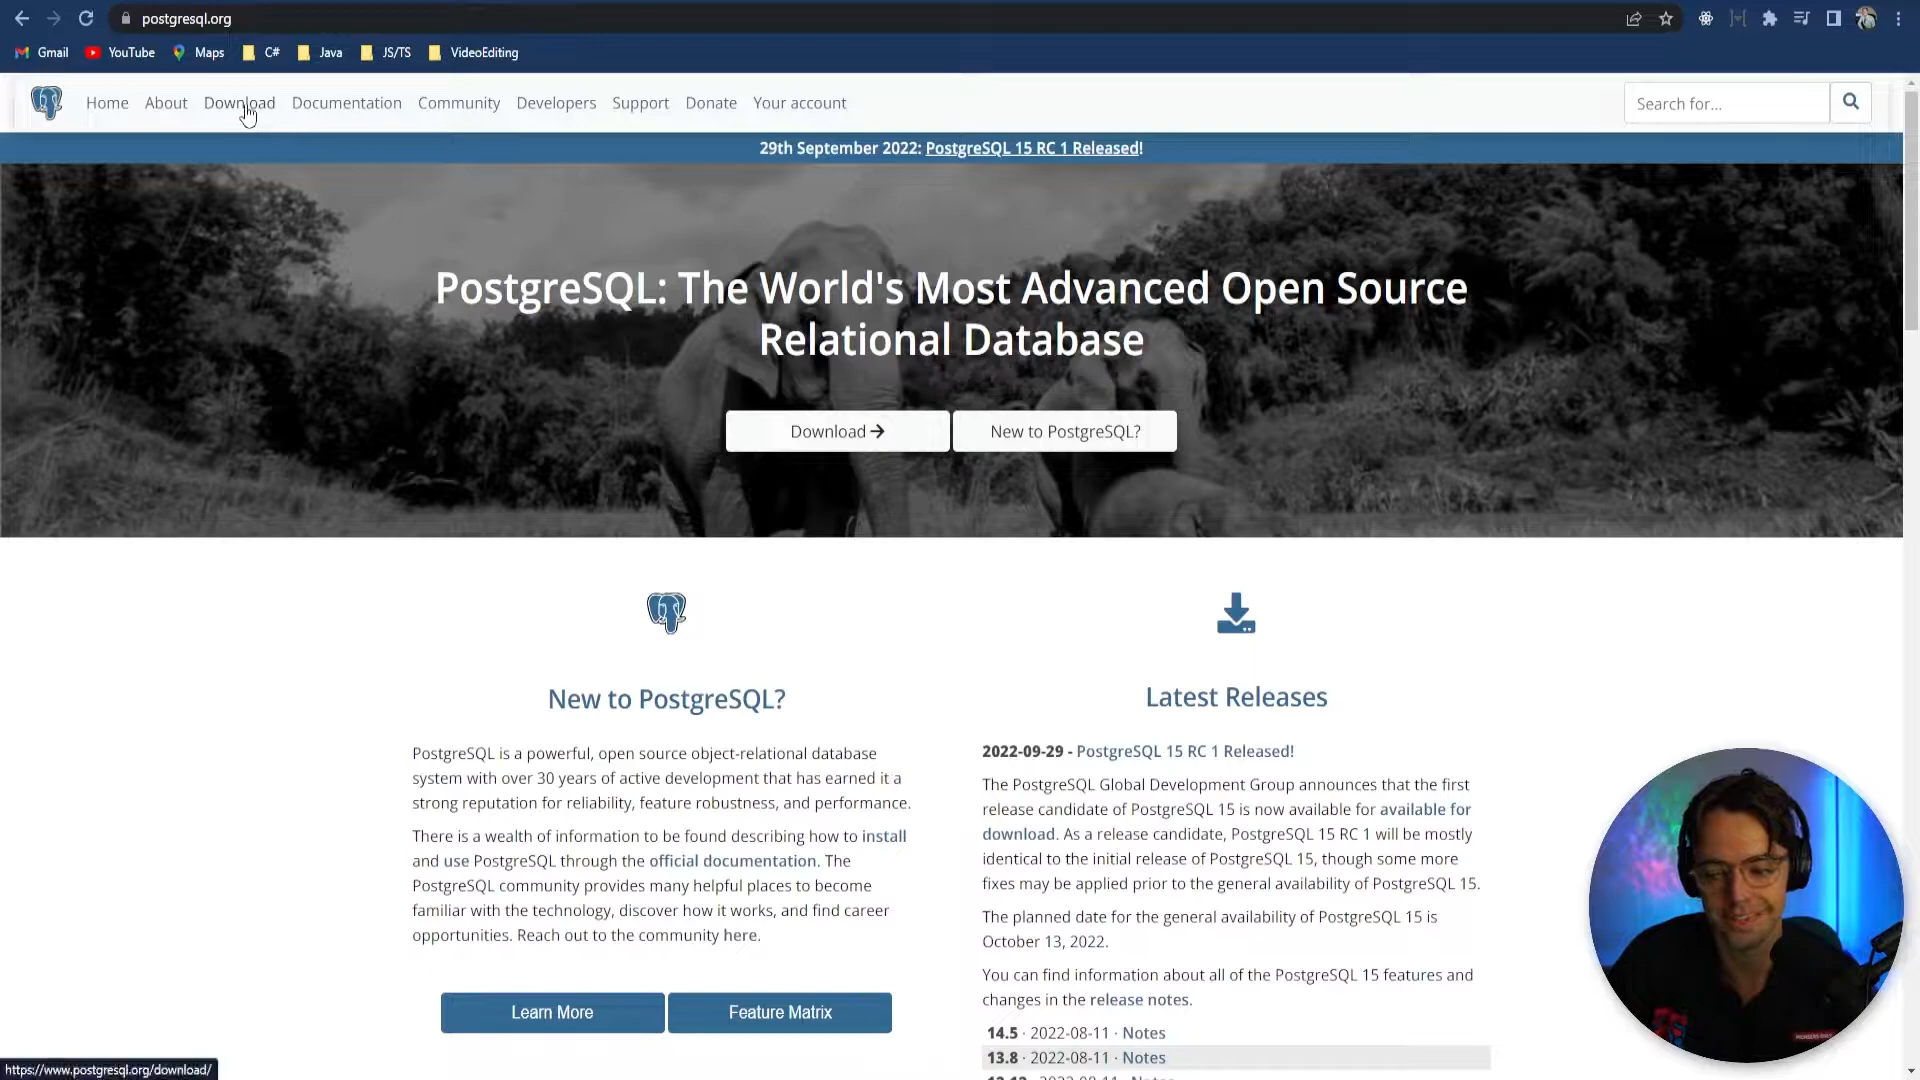 postgresql.org
Gmail YouTube Maps C# Java JS/TS VideoEditing
Home About Download Documentation Community Developers Support Donate Your account
Search for...
29th September 2022: PostgreSQL 15 RC 1 Released!
PostgreSQL: The World's Most Advanced Open Source
Relational Database
Download
New to PostgreSQL?
New to PostgreSQL?
PostgreSQL is a powerful, open source object-relational database
system with over 30 years of active development that has earned it a
strong reputation for reliability, feature robustness, and performance.
There is a wealth of information to be found describing how to install
and use PostgreSQL through the official documentation. The
PostgreSQL community provides many helpful places to become
familiar with the technology, discover how it works, and find career
opportunities. Reach out to the community here.
Learn More
Feature Matrix
Latest Releases
2022-09-29 - PostgreSQL 15 RC 1 Released!
The PostgreSQL Global Development Group announces that the first
release candidate of PostgreSQL 15 is now available for available for
download. As a release candidate, PostgreSQL 15 RC 1 will be mostly
identical to the initial release of PostgreSQL 15, though some more
fixes may be applied prior to the general availability of PostgreSQL 15.
The planned date for the general availability of PostgreSQL 15 is
October 13, 2022.
You can find information about all of the PostgreSQL 15 features and
changes in the release notes.
14.5 · 2022-08-11 · Notes
13.8 · 2022-08-11 · Notes
https://www.postgresql.org/download/